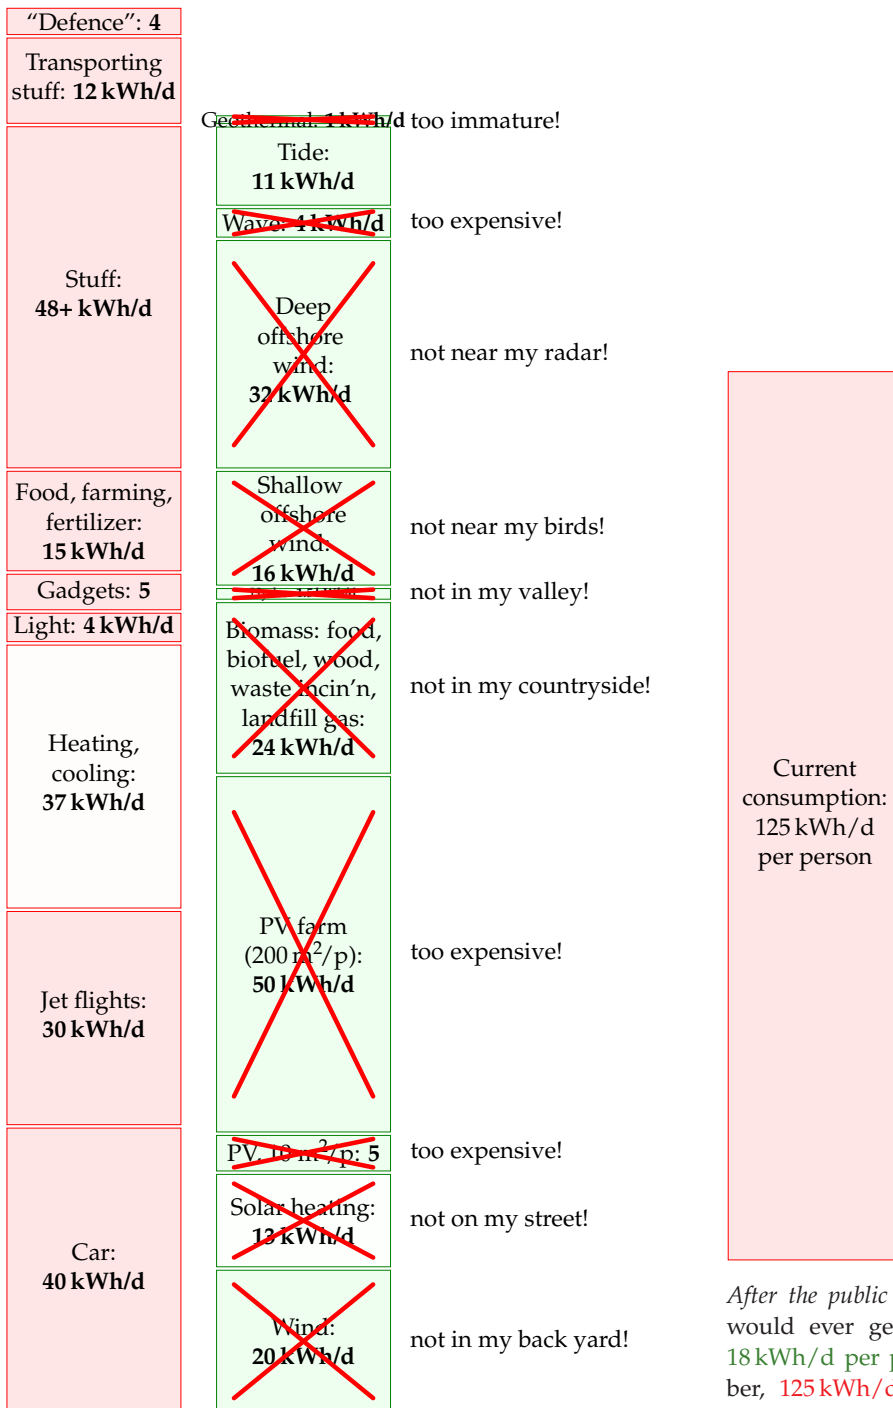 “Defence”: 4
Transporting
stuff: 12 kWh/d
Stuff:
48+ kWh/d
Food, farming,
fertilizer:
15 kWh/d
Gadgets: 5
Light: 4 kWh/d
Heating,
cooling:
37 kWh/d
Jet flights:
30 kWh/d
Car:
40 kWh/d
Geothermal: 1 kWh/d
too immature!
Tide:
11 kWh/d
Wave: 4 kWh/d
too expensive!
Deep
offshore
wind:
32 kWh/d
not near my radar!
Shallow
offshore
wind:
16 kWh/d
not near my birds!
not in my valley!
Biomass: food,
biofuel, wood,
waste incin’n,
landfill gas:
24 kWh/d
not in my countryside!
PV farm
(200 m²/p):
50 kWh/d
too expensive!
PV, 10 m²/p: 5
too expensive!
Solar heating:
13 kWh/d
not on my street!
Wind:
20 kWh/d
not in my back yard!
Current
consumption:
125 kWh/d
per person
After the public
would ever ge
18 kWh/d per p
ber, 125 kWh/d